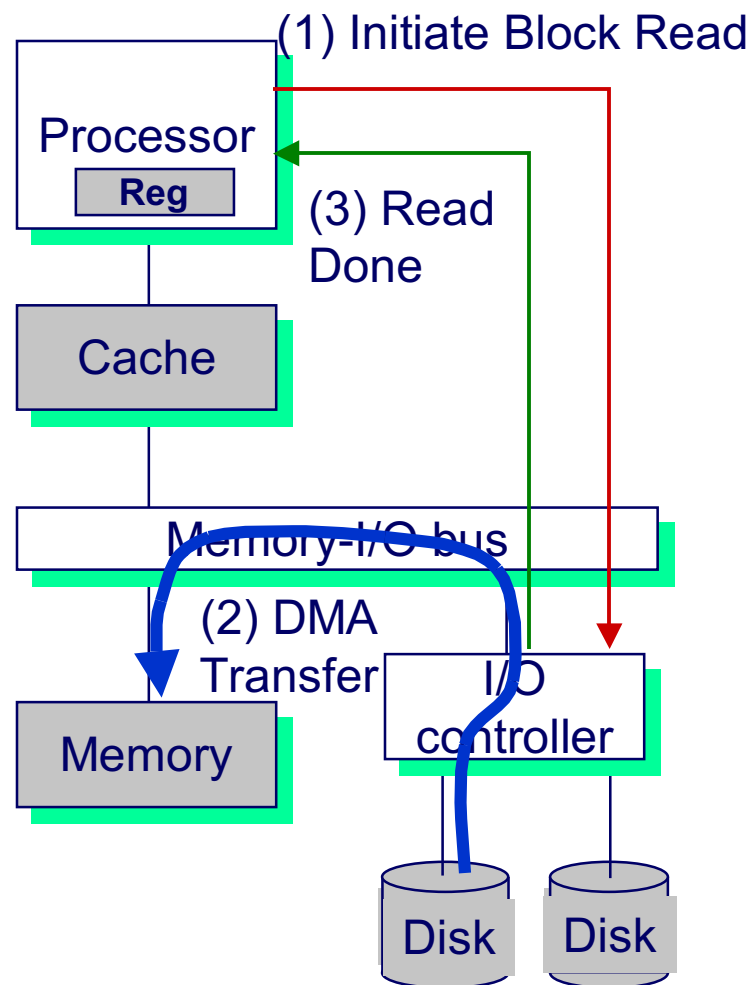 (1) Initiate Block Read
Processor
Reg
(3) Read
Done
Cache
Memory-I/O bus
(2) DMA
Transfer
I/O
controller
Memory
Disk
Disk